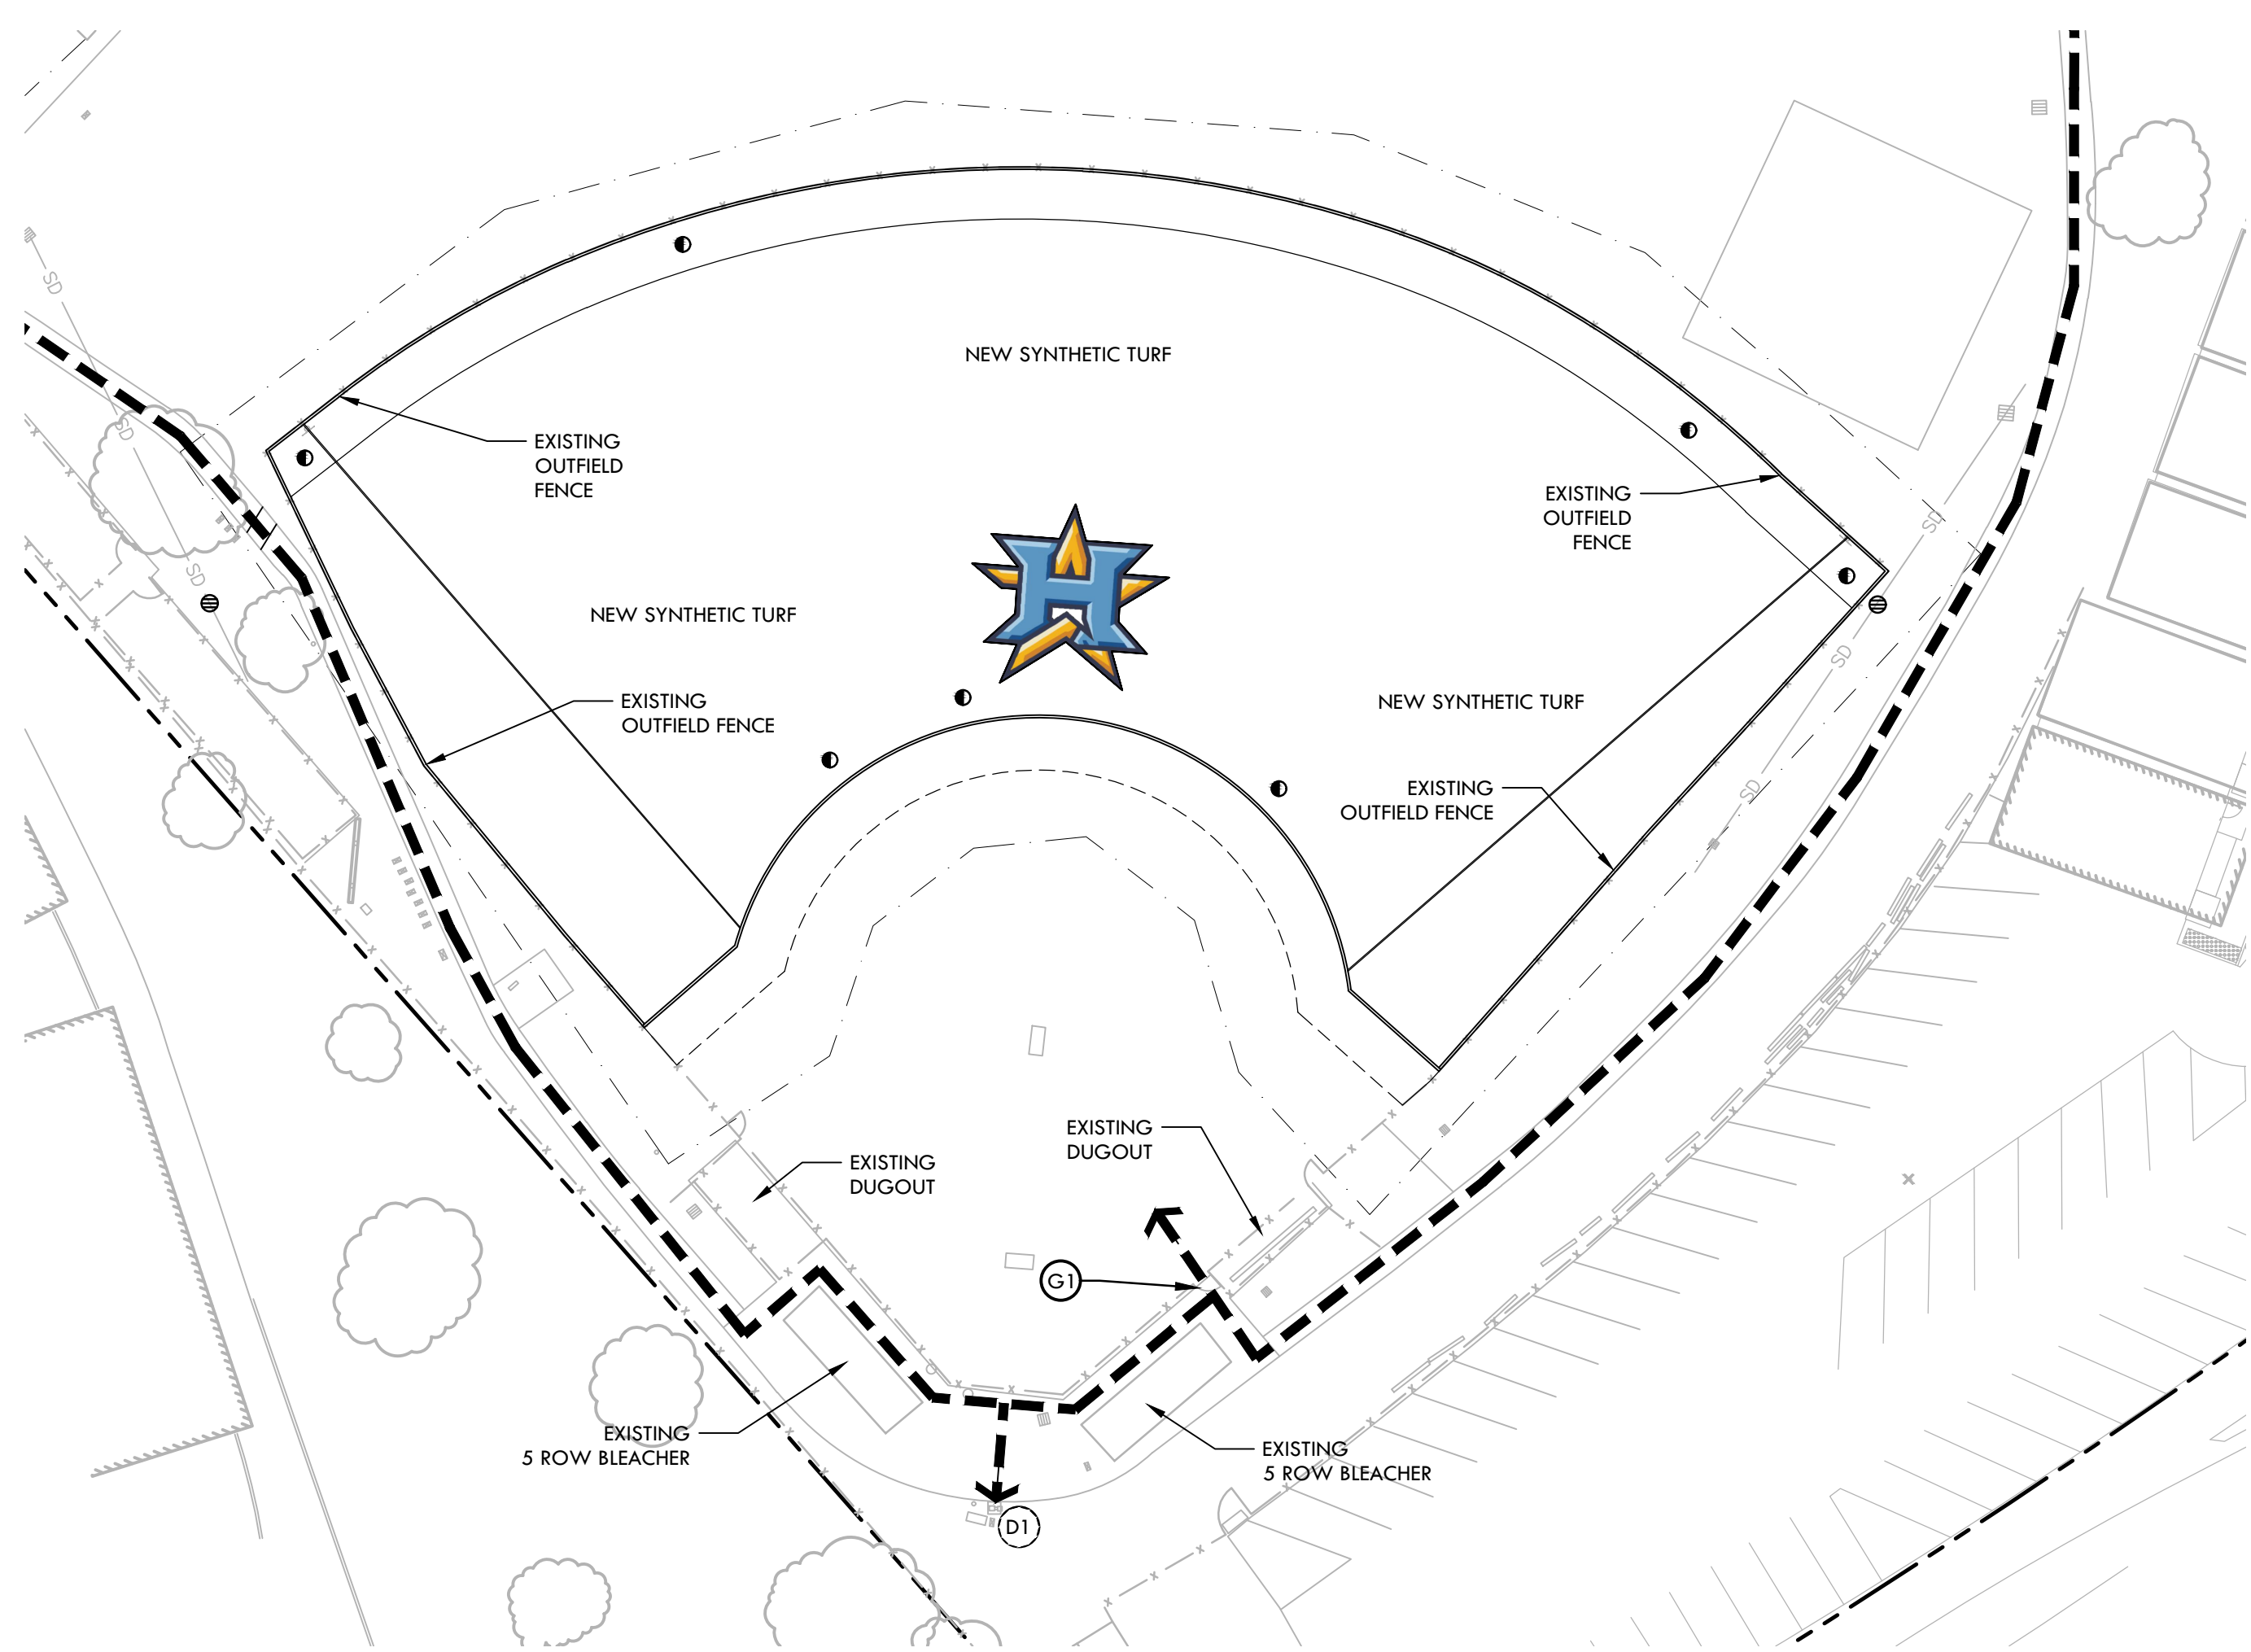 NEW SYNTHETIC TURF
SD
EXISTING
OUTFIELD
FENCE
SD
EXISTING
OUTFIELD
FENCE
SD
SD
H
NEW SYNTHETIC TURF
SD
EXISTING
OUTFIELD FENCE
NEW SYNTHETIC TURF
SD
EXISTING
OUTFIELD FENCE
EXISTING
DUGOUT
EXISTING
DUGOUT
G1
EXISTING
5 ROW BLEACHER
EXISTING
5 ROW BLEACHER
D1